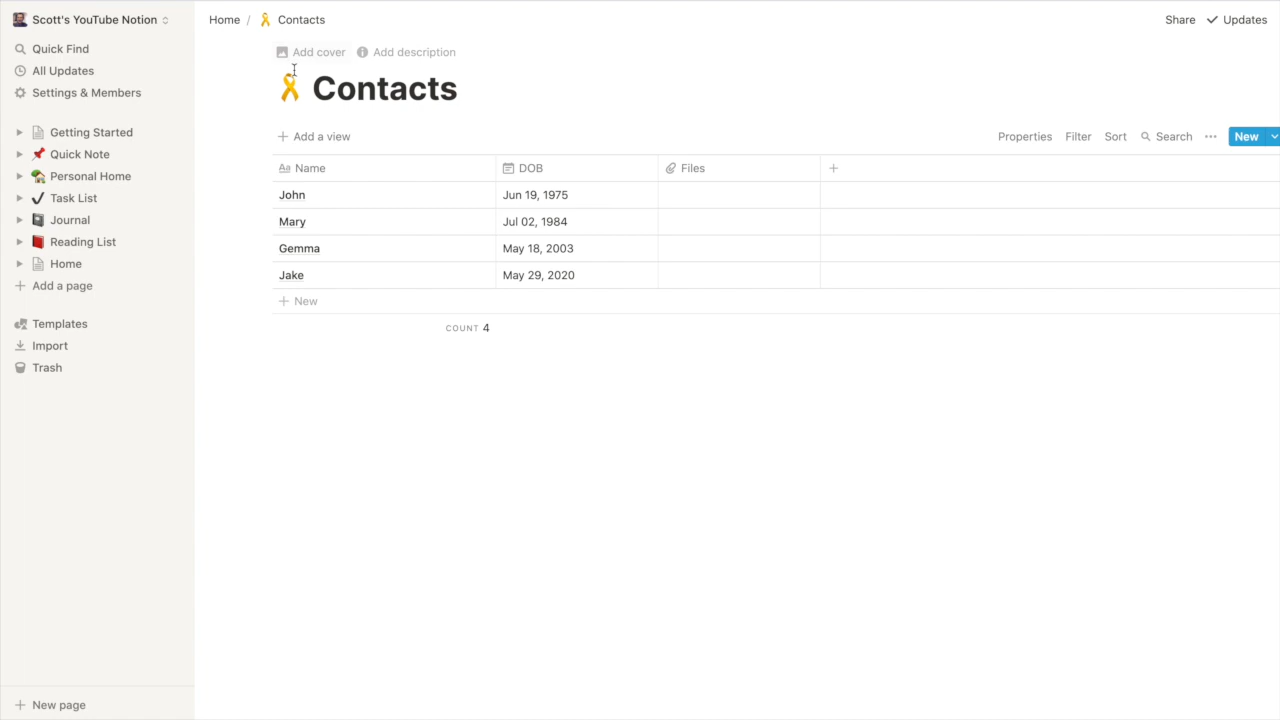 Scott's YouTube Notion
Quick Find
All Updates
Settings & Members
Getting Started
Quick Note
Personal Home
Task List
Journal
Reading List
Home
Add a page
Templates
Import
Trash
New page
Home / Contacts
Share Updates
Add cover Add description
Contacts
Add a view
Properties Filter Sort Search ••• New
Name DOB Files
John Jun 19, 1975
Mary Jul 02, 1984
Gemma May 18, 2003
Jake May 29, 2020
New
COUNT 4